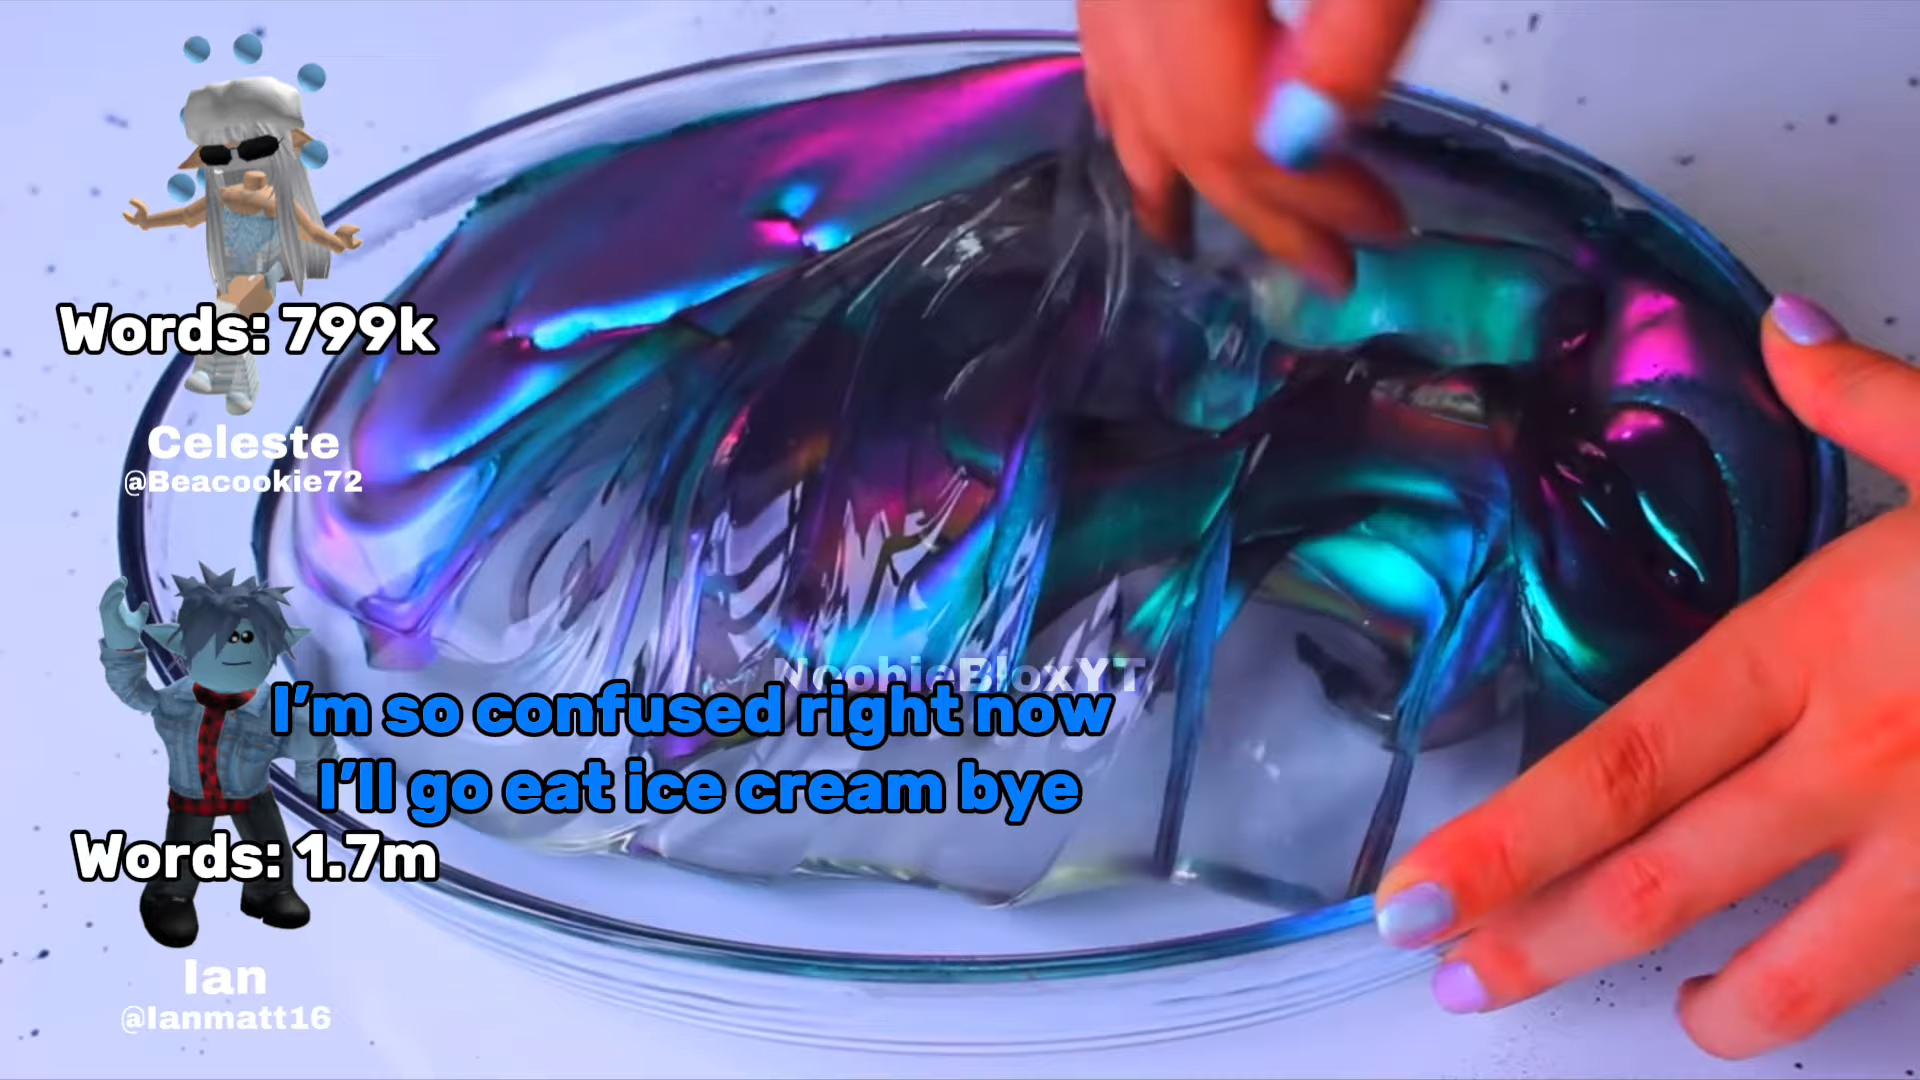 Words: 799k
Celeste
@Beacookie72
NoobieBloxYT
I'm so confused right now
I'll go eat ice cream bye
Words: 1.7m
Ian
@Ianmatt16